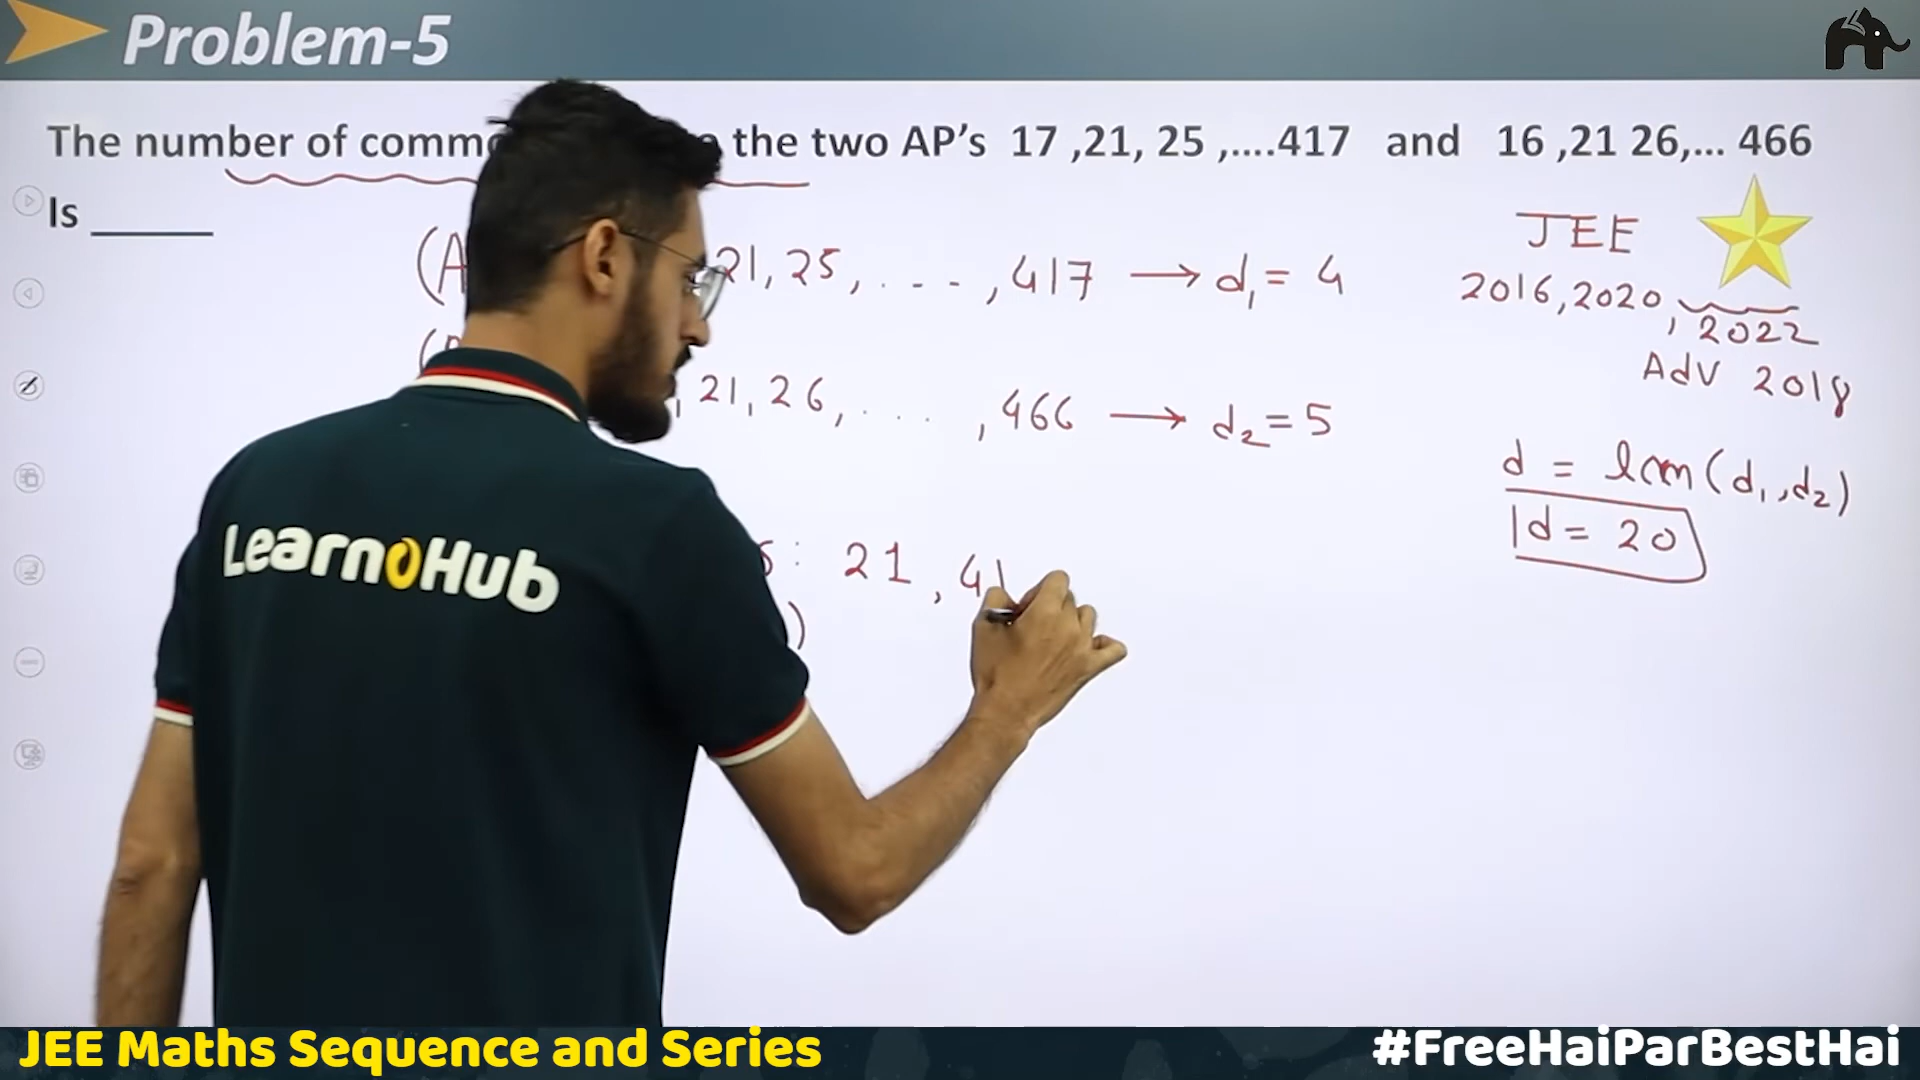 Problem-5
The number of the two AP's 17 ,21, 25 ,....417 and 16 ,21 26,... 466
Is ______
(A 21, 25, . - - , 417 → d₁ = 4
JEE
2016, 2020, 2022
Adv 2018
, 21, 26, . . . , 466 → d₂ = 5
d = lcm(d₁, d₂)
d = 20
: 21 , 41
)
LearnoHub
JEE Maths Sequence and Series
#FreeHaiParBestHai